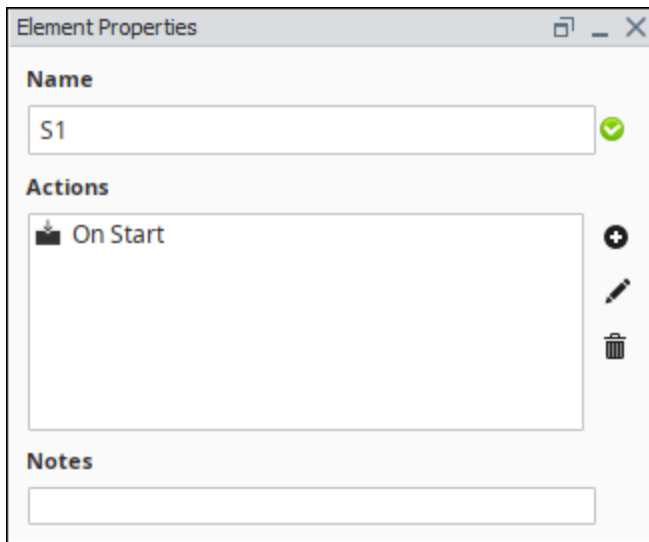 Element Properties
Name
S1
Actions
On Start
Notes